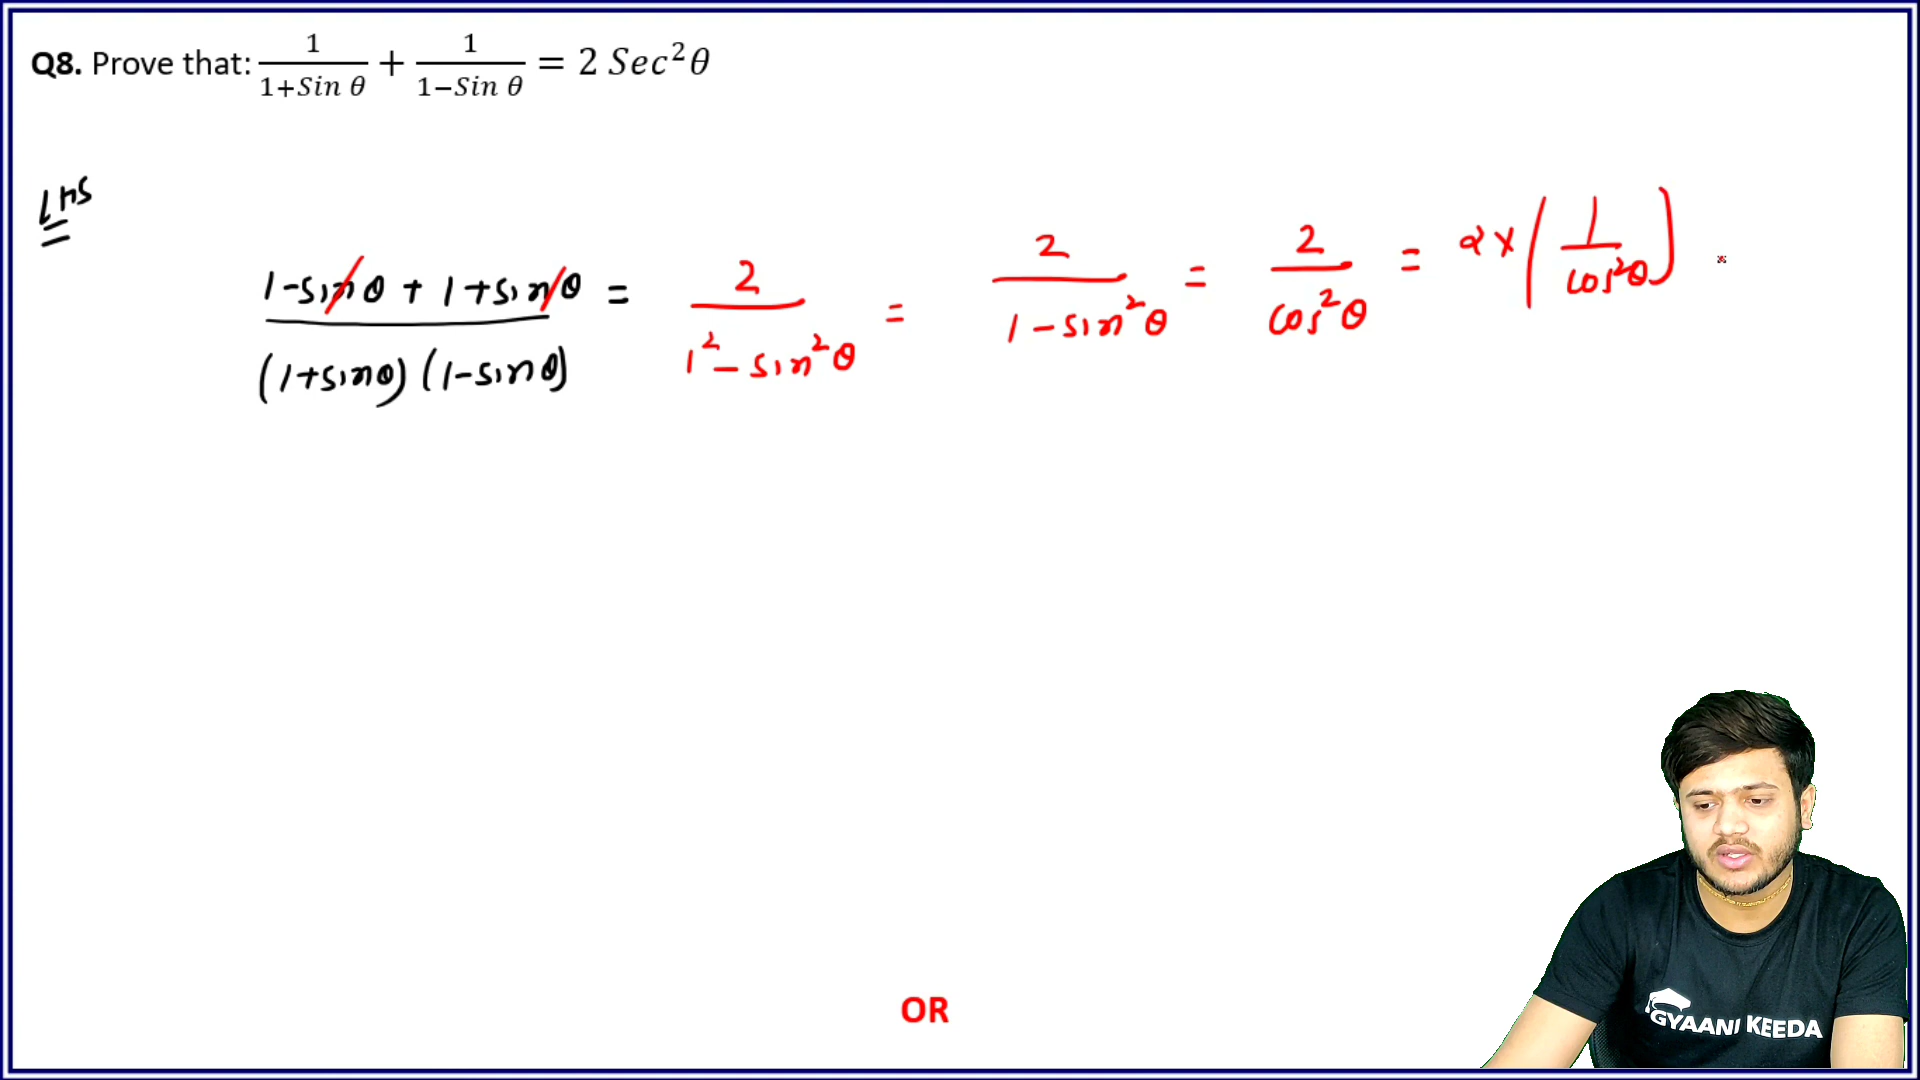 Q8. Prove that: 1/(1+Sin θ) + 1/(1−Sin θ) = 2 Sec²θ
LHS
(1-sinθ + 1+sinθ)/((1+sinθ)(1-sinθ)) = 2/(1²-sin²θ) = 2/(1-sin²θ) = 2/cos²θ = 2×(1/cos²θ)
OR
GYAANI KEEDA